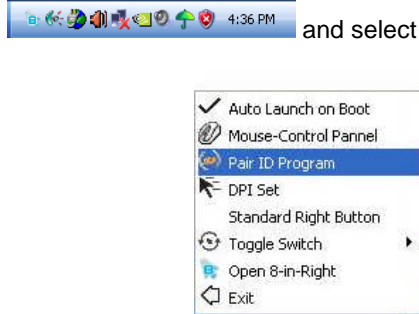 4:36 PM and select
Auto Launch on Boot
Mouse-Control Pannel
Pair ID Program
DPI Set
Standard Right Button
Toggle Switch
Open 8-in-Right
Exit